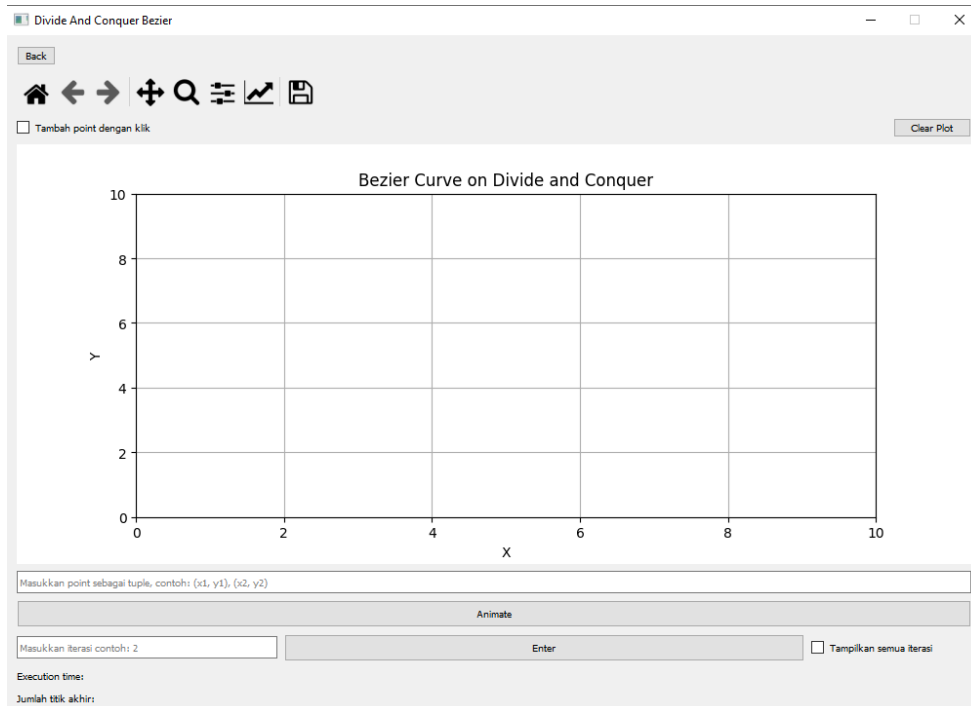 Divide And Conquer Bezier
Back
Tambah point dengan klik
Clear Plot
Bezier Curve on Divide and Conquer
10
8
6
4
2
0
Y
0 2 4 6 8 10
X
Masukkan point sebagai tuple, contoh: (x1, y1), (x2, y2)
Animate
Masukkan iterasi contoh: 2
Enter
Tampilkan semua iterasi
Execution time:
Jumlah titik akhir: